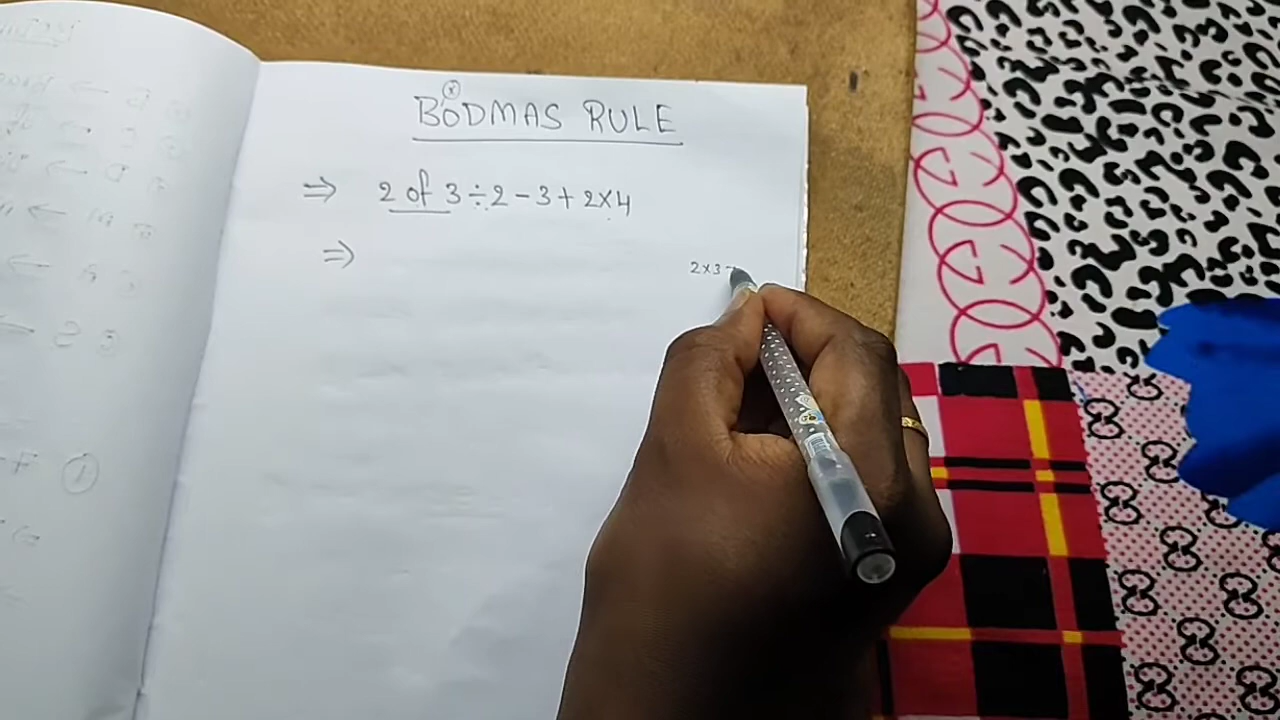 (x)
BODMAS RULE
⇒ 2 of 3 ÷ 2 - 3 + 2 × 4
⇒
2×3